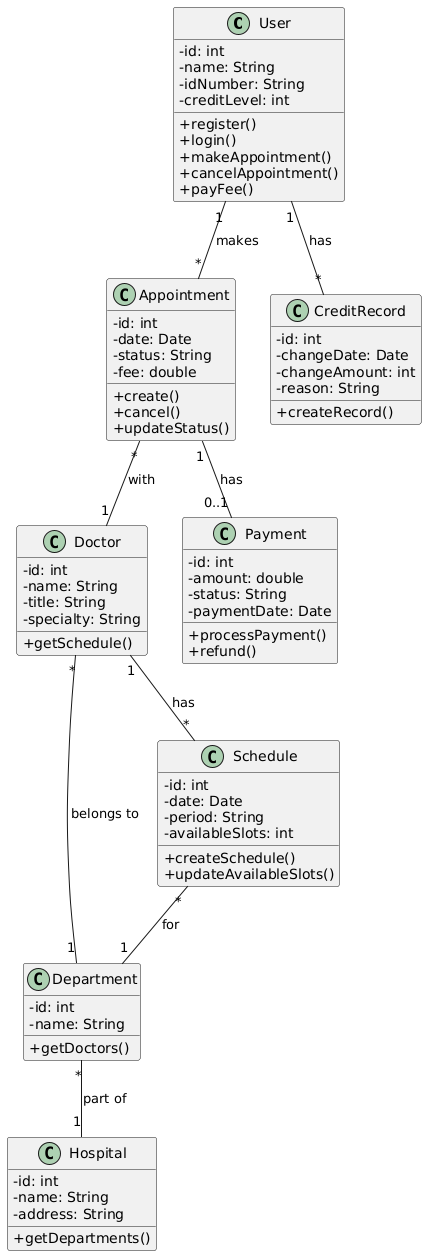 C User
-id: int
-name: String
-idNumber: String
-creditLevel: int
+register()
+login()
+makeAppointment()
+cancelAppointment()
+payFee()
1
1
makes
has
*
*
C Appointment
-id: int
-date: Date
-status: String
-fee: double
+create()
+cancel()
+updateStatus()
C CreditRecord
-id: int
-changeDate: Date
-changeAmount: int
-reason: String
+createRecord()
*
1
with
has
1
0..1
C Doctor
-id: int
-name: String
-title: String
-specialty: String
+getSchedule()
C Payment
-id: int
-amount: double
-status: String
-paymentDate: Date
+processPayment()
+refund()
*
1
has
*
C Schedule
-id: int
-date: Date
-period: String
-availableSlots: int
+createSchedule()
+updateAvailableSlots()
belongs to
*
for
1
1
C Department
-id: int
-name: String
+getDoctors()
*
part of
1
C Hospital
-id: int
-name: String
-address: String
+getDepartments()